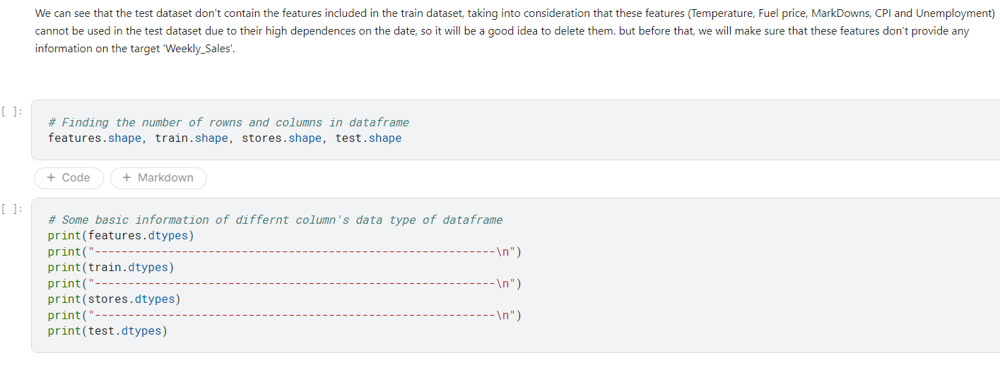 We can see that the test dataset don't contain the features included in the train dataset, taking into consideration that these features (Temperature, Fuel price, MarkDowns, CPI and Unemployment)
cannot be used in the test dataset due to their high dependences on the date, so it will be a good idea to delete them. but before that, we will make sure that these features don't provide any
information on the target 'Weekly_Sales'.
[ ]:
# Finding the number of rowns and columns in dataframe
features.shape, train.shape, stores.shape, test.shape
+ Code + Markdown
[ ]:
# Some basic information of differnt column's data type of dataframe
print(features.dtypes)
print("------------------------------------------------------------\n")
print(train.dtypes)
print("------------------------------------------------------------\n")
print(stores.dtypes)
print("------------------------------------------------------------\n")
print(test.dtypes)